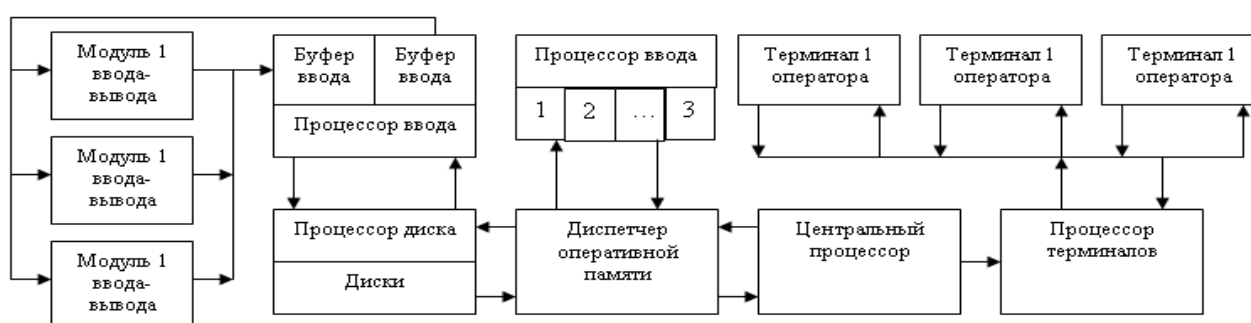 Модуль 1
ввода-
вывода
Модуль 1
ввода-
вывода
Модуль 1
ввода-
вывода
Буфер
ввода
Буфер
ввода
Процессор ввода
Процессор диска
Диски
Процессор ввода
1 2 ... 3
Диспетчер
оперативной
памяти
Центральный
процессор
Терминал 1
оператора
Терминал 1
оператора
Терминал 1
оператора
Процессор
терминалов